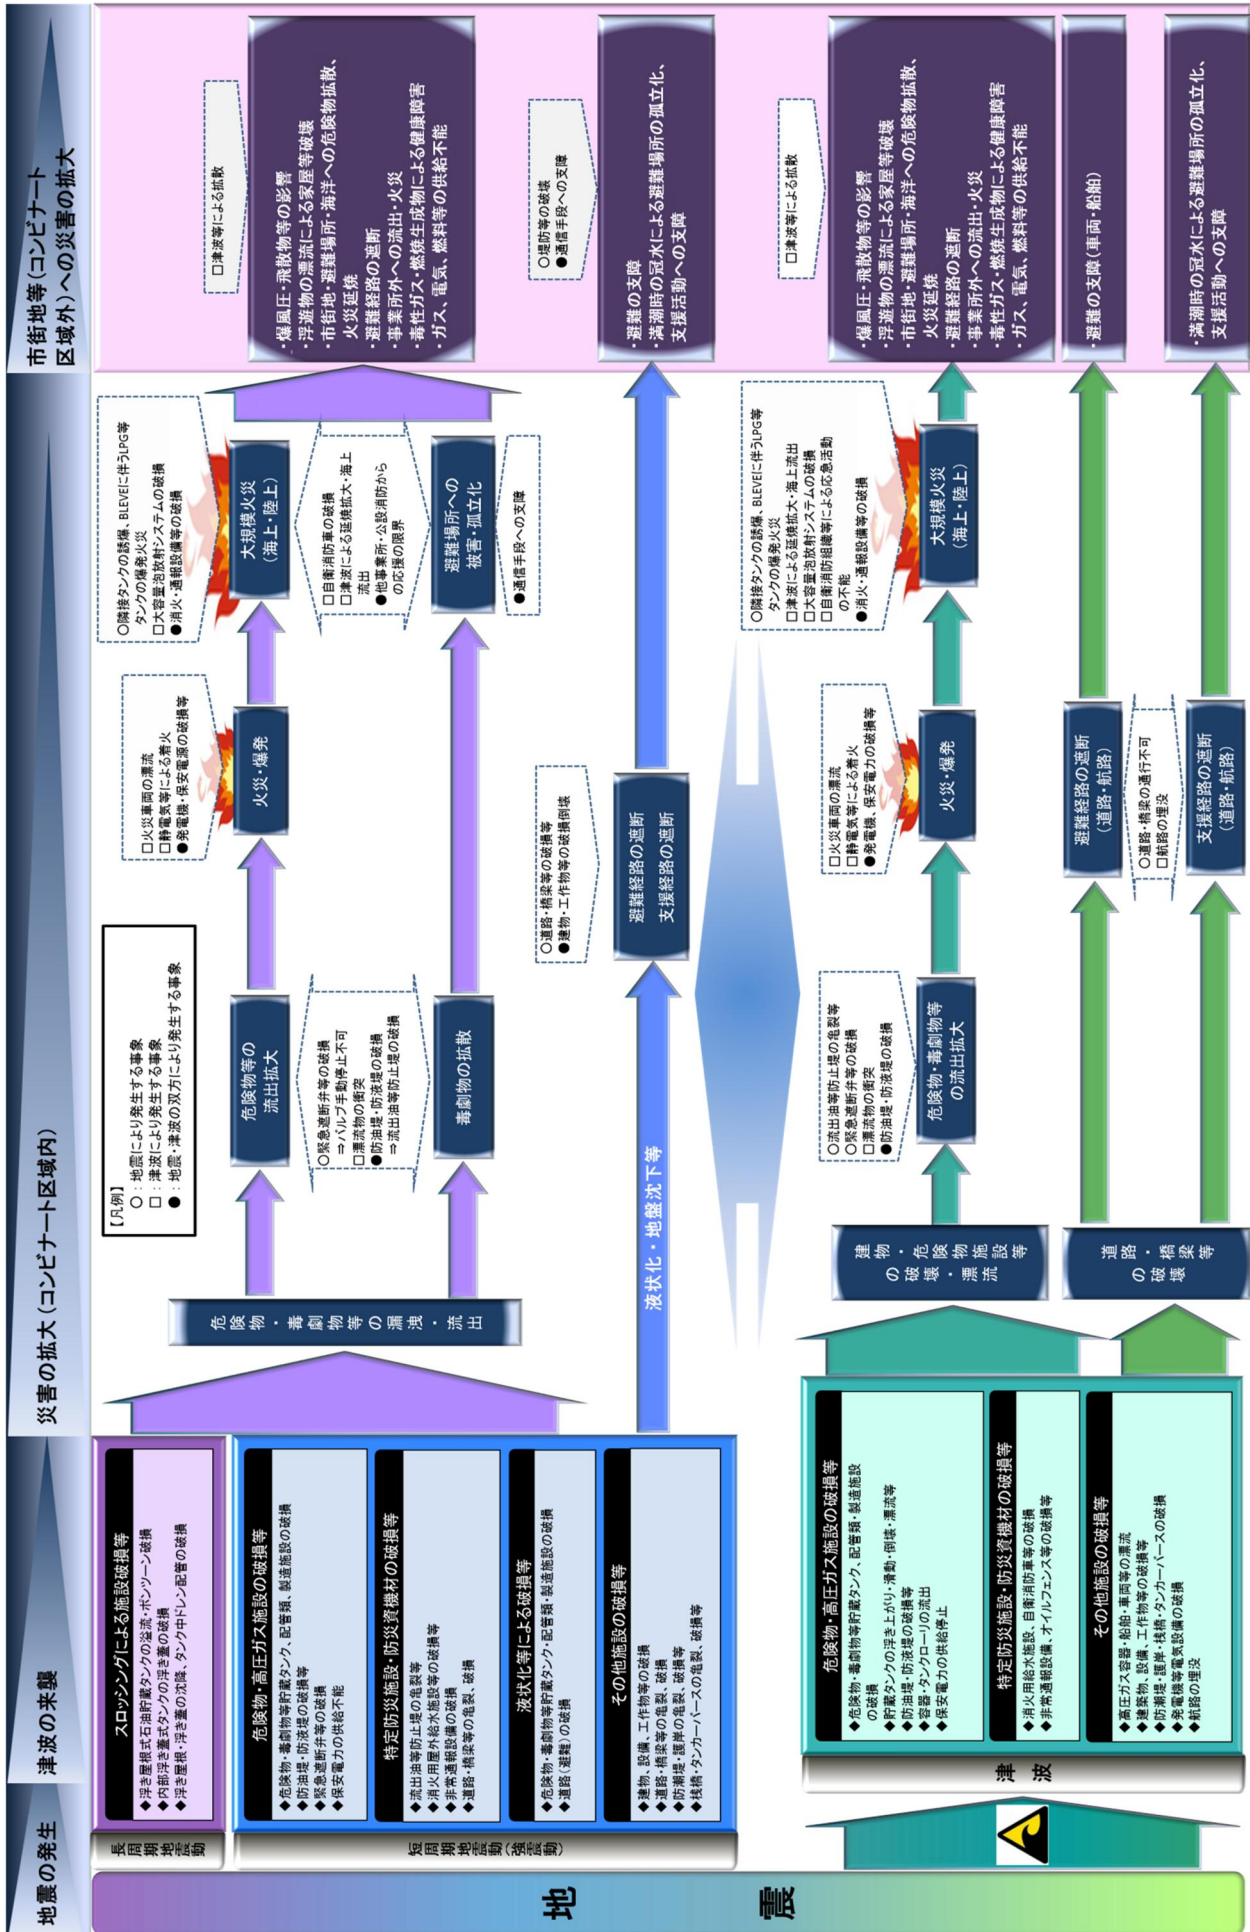 地震の発生
津波の来襲
災害の拡大（コンビナート区域内）
市街地等（コンビナート
区域外）への災害の拡大
地　震
長周期地震動
スロッシングによる施設破損等
◆浮き屋根式石油貯蔵タンクの溢流・ポンツーン破損
◆内部浮き蓋式タンクの浮き蓋の破損
◆浮き屋根・浮き蓋の沈降、タンク中ドレン配管の破損
短周期地震動（強震動）
危険物・高圧ガス施設の破損等
◆危険物・毒劇物等貯蔵タンク、配管類、製造施設の破損
◆防油堤・防液堤の破損等
◆緊急遮断弁等の破損
◆保安電力の供給不能
特定防災施設・防災資機材の破損等
◆流出油等防止堤の亀裂等
◆消火用屋外給水施設等の破損等
◆非常通報設備の破損
◆道路・橋梁等の亀裂、破損
液状化等による破損等
◆危険物・毒劇物等貯蔵タンク・配管類・製造施設の破損
◆道路（避難）の破損
その他施設の破損等
◆建物、設備、工作物等の破損
◆道路・橋梁等の亀裂、破損
◆防潮堤・護岸の亀裂、破損等
◆桟橋・タンカーバースの亀裂、破損等
【凡例】
○：地震により発生する事象
□：津波により発生する事象
●：地震・津波の双方により発生する事象
危険物・毒劇物等の漏洩・流出
危険物等の
流出拡大
○緊急遮断弁等の破損
⇒バルブ手動停止不可
□漂流物の衝突
●防油堤・防液堤の破損
⇒流出油等防止堤の破損
毒劇物の拡散
□火災車両の漂流
□静電気等による着火
●発電機・保安電源の破損等
火災・爆発
○隣接タンクの誘爆、BLEVEに伴うLPG等
タンクの爆発火災
□大容量泡放射システムの破損
●消火・通報設備等の破損
大規模火災
（海上・陸上）
□自衛消防車の破損
□津波による延焼拡大・海上
流出
●他事業所・公設消防から
の応援の限界
避難場所への
被害・孤立化
●通信手段への支障
□津波等による拡散
・爆風圧・飛散物等の影響
・浮遊物の漂流による家屋等破壊
・市街地・避難場所・海洋への危険物拡散、
火災延焼
・避難経路の遮断
・事業所外への流出・火災
・毒性ガス・燃焼生成物による健康障害
・ガス、電気、燃料等の供給不能
液状化・地盤沈下等
○道路・橋梁等の破損等
●建物・工作物等の破損倒壊
避難経路の遮断
支援経路の遮断
○堤防等の破壊
●通信手段への支障
・避難の支障
・満潮時の冠水による避難場所の孤立化、
支援活動への支障
津波
危険物・高圧ガス施設の破損等
◆危険物・毒劇物等貯蔵タンク、配管類・製造施設
の破損
◆貯蔵タンクの浮き上がり・滑動・倒壊・漂流等
◆防油堤・防液堤の破損等
◆容器・タンクローリの流出
◆保安電力の供給停止
特定防災施設・防災資機材の破損等
◆消火用給水施設、自衛消防車等の破損
◆非常通報設備、オイルフェンス等の破損等
その他施設の破損等
◆高圧ガス容器・船舶・車両等の漂流
◆建築物、設備、工作物等の破損等
◆防潮堤・護岸・桟橋・タンカーバースの破損
◆発電機等電気設備の破損
◆航路の埋没
建物・危険物施設等
の破壊・漂流
○流出油等防止堤の亀裂等
○緊急遮断弁等の破損
□漂流物の衝突
●防油堤・防液堤の破損
危険物・毒劇物等
の流出拡大
□火災車両の漂流
□静電気等による着火
●発電機、保安電力の破損等
火災・爆発
○隣接タンクの誘爆、BLEVEに伴うLPG等
タンクの爆発火災
□津波による延焼拡大・海上流出
□大容量泡放射システムの破損
□自衛消防組織等による応急活動
の不能
●消火・通報設備等の破損
大規模火災
（海上・陸上）
□津波等による拡散
・爆風圧・飛散物等の影響
・浮遊物の漂流による家屋等破壊
・市街地・避難場所・海洋への危険物拡散、
火災延焼
・避難経路の遮断
・事業所外への流出・火災
・毒性ガス・燃焼生成物による健康障害
・ガス、電気、燃料等の供給不能
道路・橋梁等
の破壊
避難経路の遮断
（道路・航路）
○道路・橋梁の通行不可
□航路の埋没
支援経路の遮断
（道路・航路）
避難の支障（車両・船舶）
・満潮時の冠水による避難場所の孤立化、
支援活動への支障